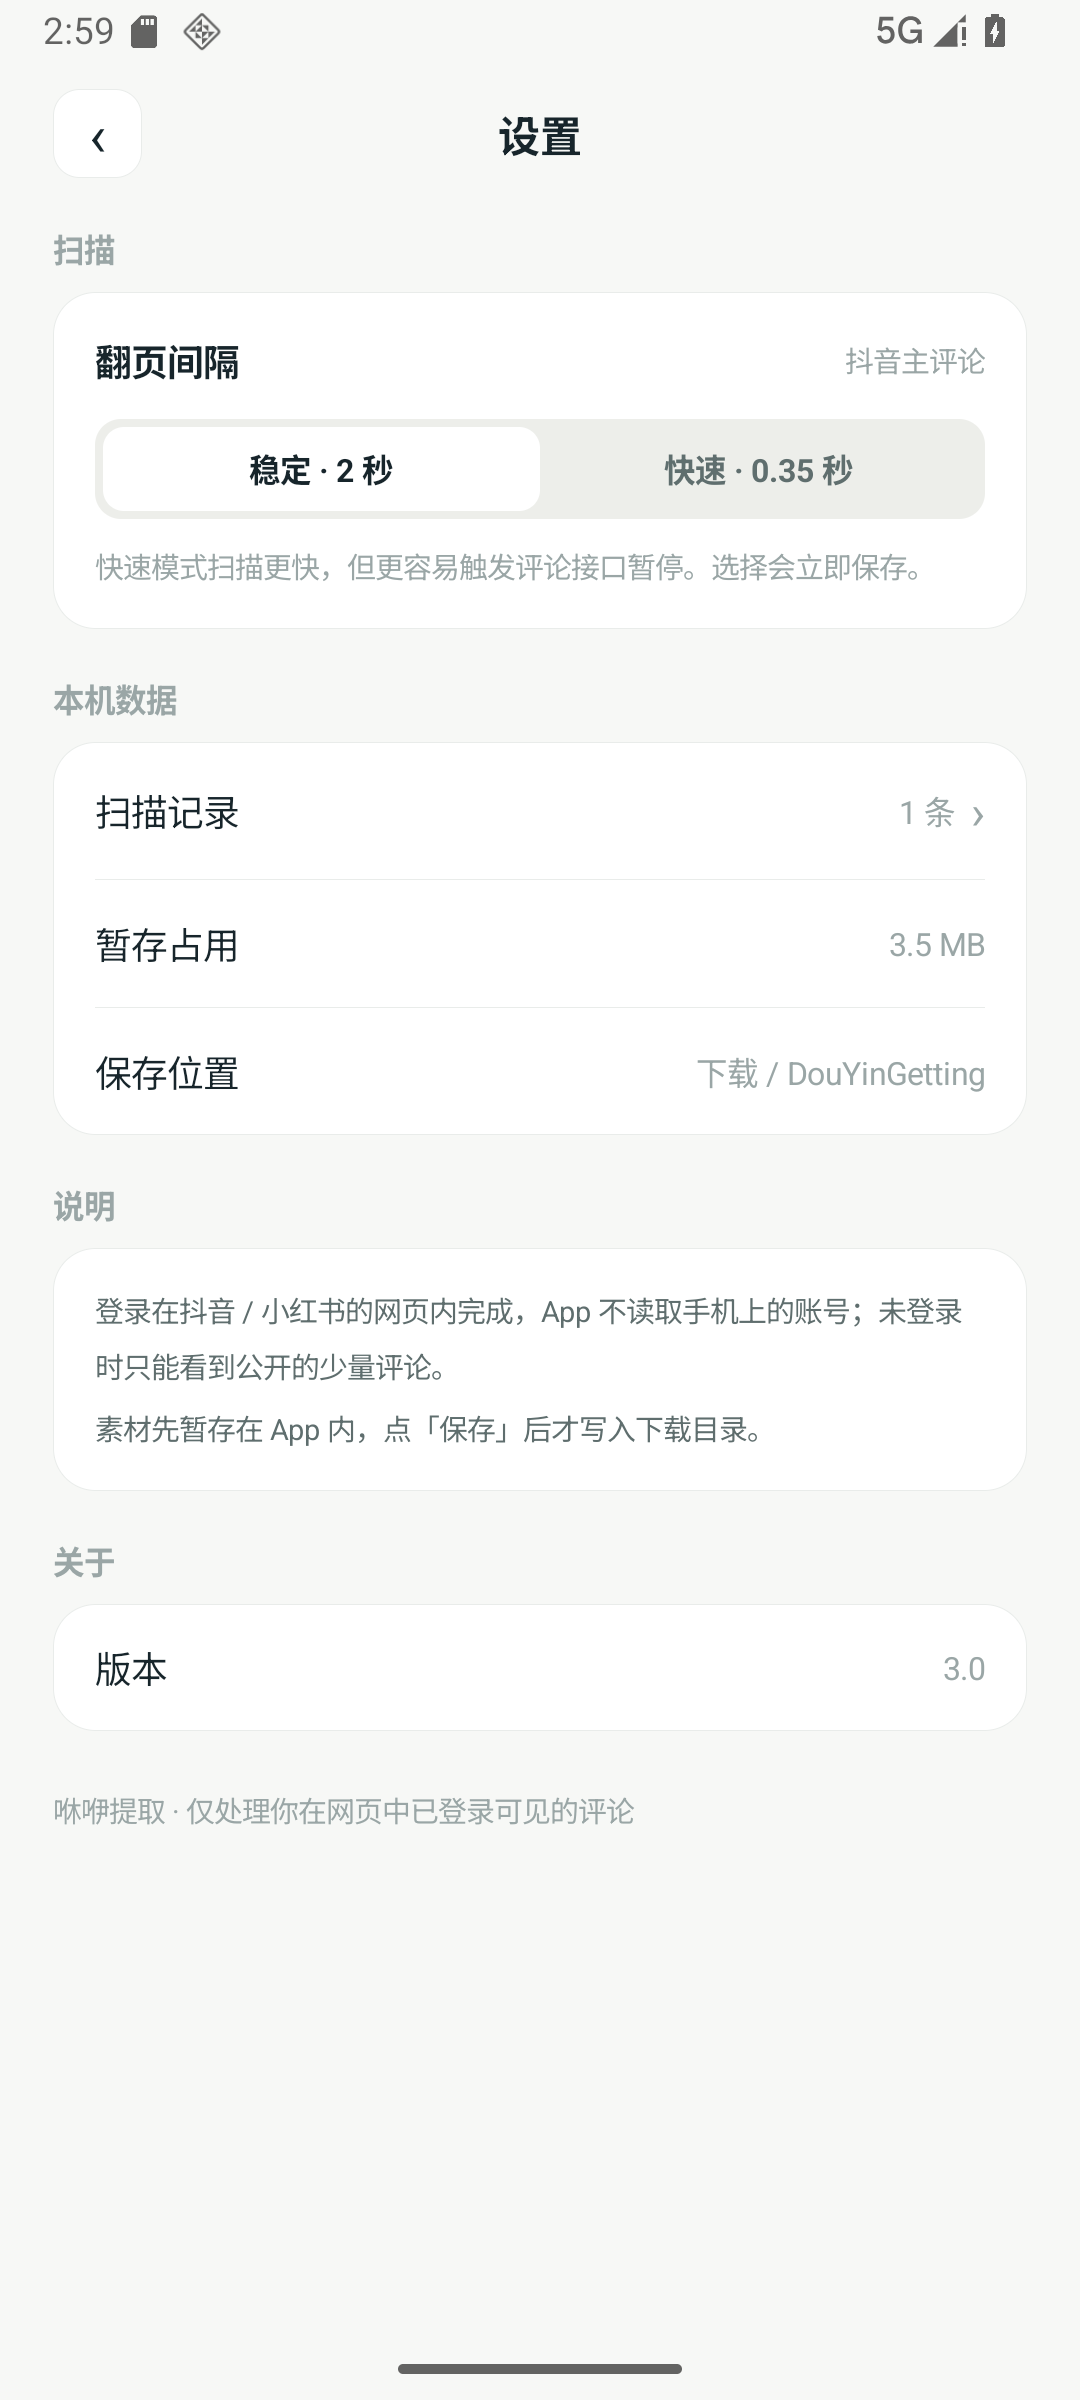 2:59
5G
‹
设置
扫描
翻页间隔
抖音主评论
稳定 · 2 秒
快速 · 0.35 秒
快速模式扫描更快，但更容易触发评论接口暂停。选择会立即保存。
本机数据
扫描记录
1 条 ›
暂存占用
3.5 MB
保存位置
下载 / DouYinGetting
说明
登录在抖音 / 小红书的网页内完成，App 不读取手机上的账号；未登录
时只能看到公开的少量评论。
素材先暂存在 App 内，点「保存」后才写入下载目录。
关于
版本
3.0
咻咿提取 · 仅处理你在网页中已登录可见的评论